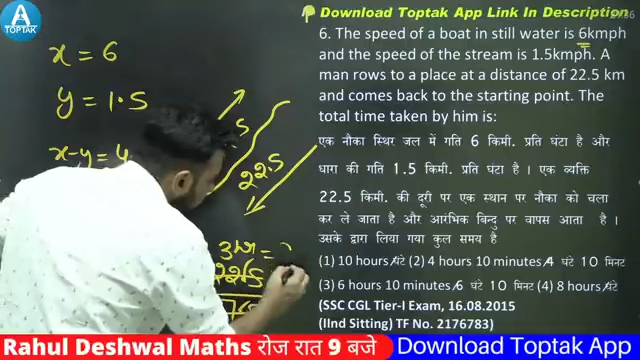 TOPTAK
Download Toptak App Link In Description
x = 6
y = 1.5
x-y = 4
22.5
3hr =
6. The speed of a boat in still water is 6kmph
and the speed of the stream is 1.5kmph. A
man rows to a place at a distance of 22.5 km
and comes back to the starting point. The
total time taken by him is:
एक नौका स्थिर जल में गति 6 किमी. प्रति घंटा है और
धारा की गति 1.5 किमी. प्रति घंटा है । एक व्यक्ति
22.5 किमी. की दूरी पर एक स्थान पर नौका को चला
कर ले जाता है और आरंभिक बिन्दु पर वापस आता है ।
उसके द्वारा लिया गया कुल समय है
(1) 10 hours घंटे (2) 4 hours 10 minutes 4 घंटे 10 मिनट
(3) 6 hours 10 minutes 6 घंटे 10 मिनट (4) 8 hours घंटे
(SSC CGL Tier-I Exam, 16.08.2015
(IInd Sitting) TF No. 2176783)
Rahul Deshwal Maths रोज रात 9 बजे Download Toptak App